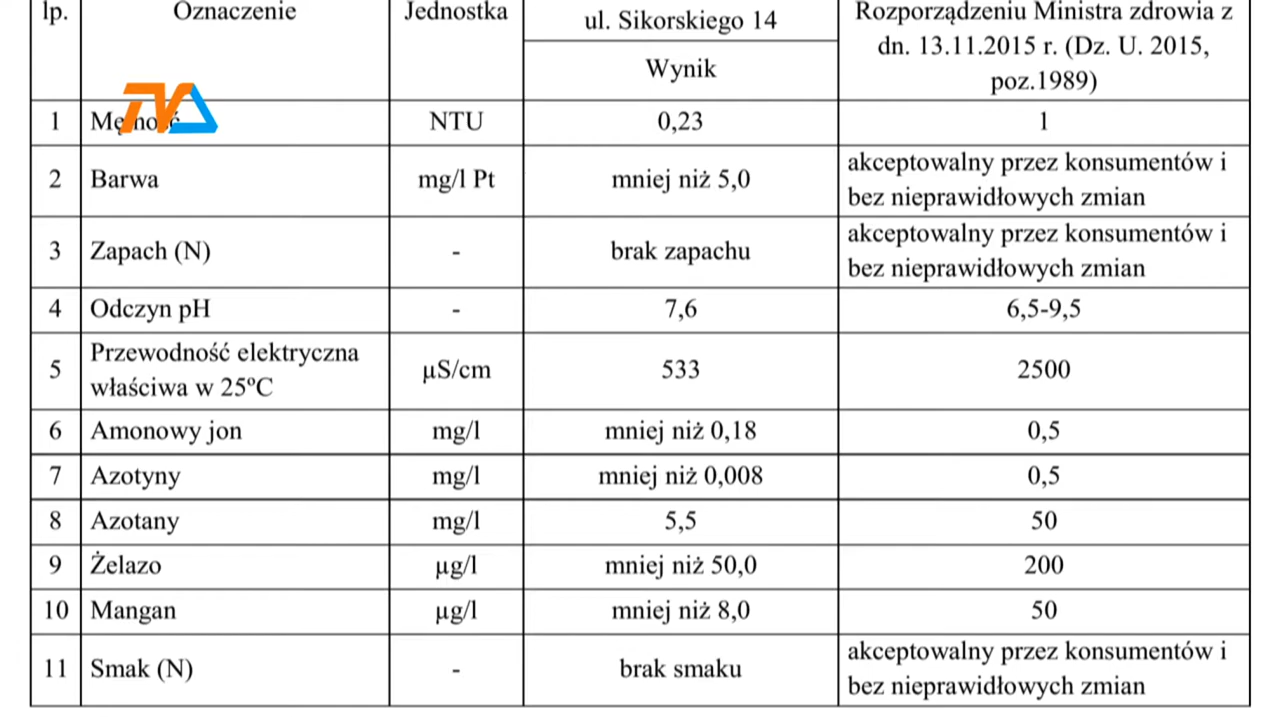 lp.
Oznaczenie
Jednostka
ul. Sikorskiego 14
Wynik
Rozporządzeniu Ministra zdrowia z
dn. 13.11.2015 r. (Dz. U. 2015,
poz.1989)
1 NTU 0,23 1
2 Barwa mg/l Pt mniej niż 5,0 akceptowalny przez konsumentów i
bez nieprawidłowych zmian
3 Zapach (N) - brak zapachu akceptowalny przez konsumentów i
bez nieprawidłowych zmian
4 Odczyn pH - 7,6 6,5-9,5
5 Przewodność elektryczna
właściwa w 25ºC µS/cm 533 2500
6 Amonowy jon mg/l mniej niż 0,18 0,5
7 Azotyny mg/l mniej niż 0,008 0,5
8 Azotany mg/l 5,5 50
9 Żelazo µg/l mniej niż 50,0 200
10 Mangan µg/l mniej niż 8,0 50
11 Smak (N) - brak smaku akceptowalny przez konsumentów i
bez nieprawidłowych zmian